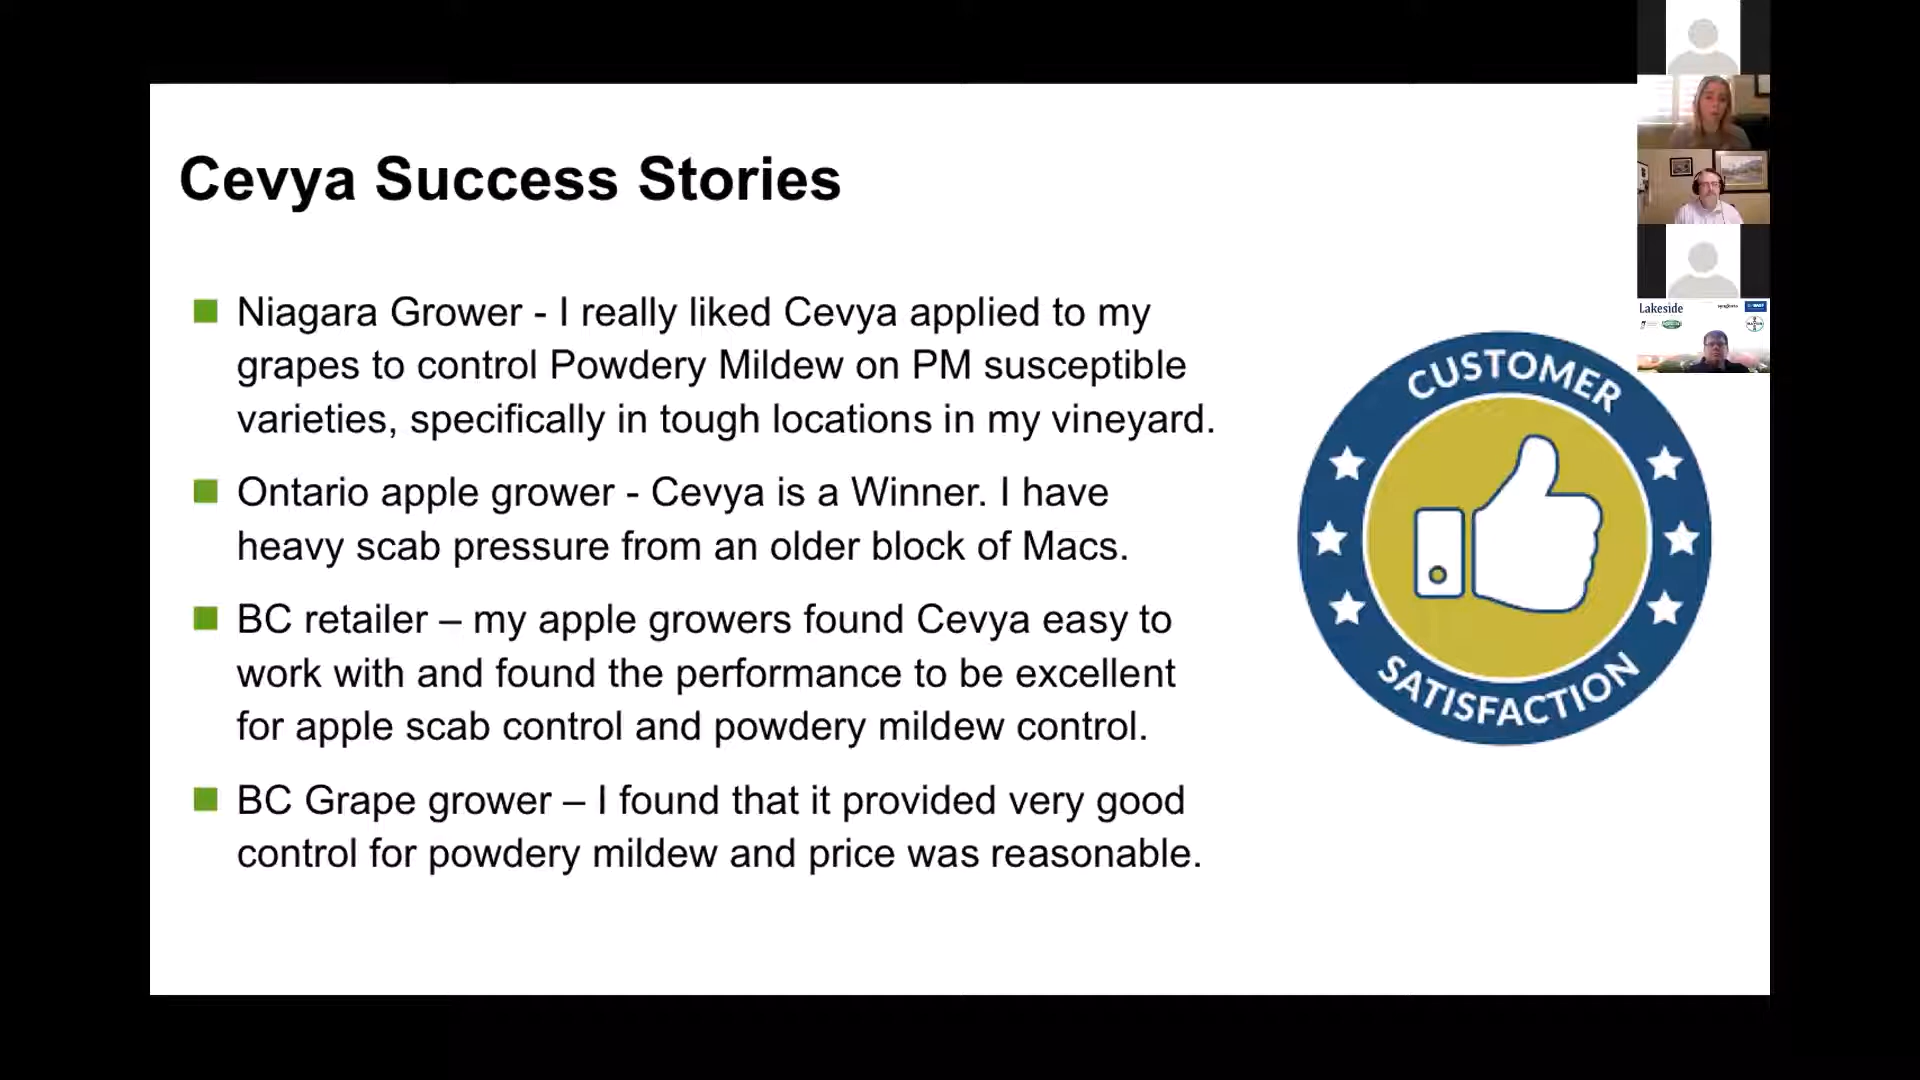 Cevya Success Stories
Niagara Grower - I really liked Cevya applied to my
grapes to control Powdery Mildew on PM susceptible
varieties, specifically in tough locations in my vineyard.
Ontario apple grower - Cevya is a Winner. I have
heavy scab pressure from an older block of Macs.
BC retailer – my apple growers found Cevya easy to
work with and found the performance to be excellent
for apple scab control and powdery mildew control.
BC Grape grower – I found that it provided very good
control for powdery mildew and price was reasonable.
CUSTOMER
SATISFACTION
Lakeside